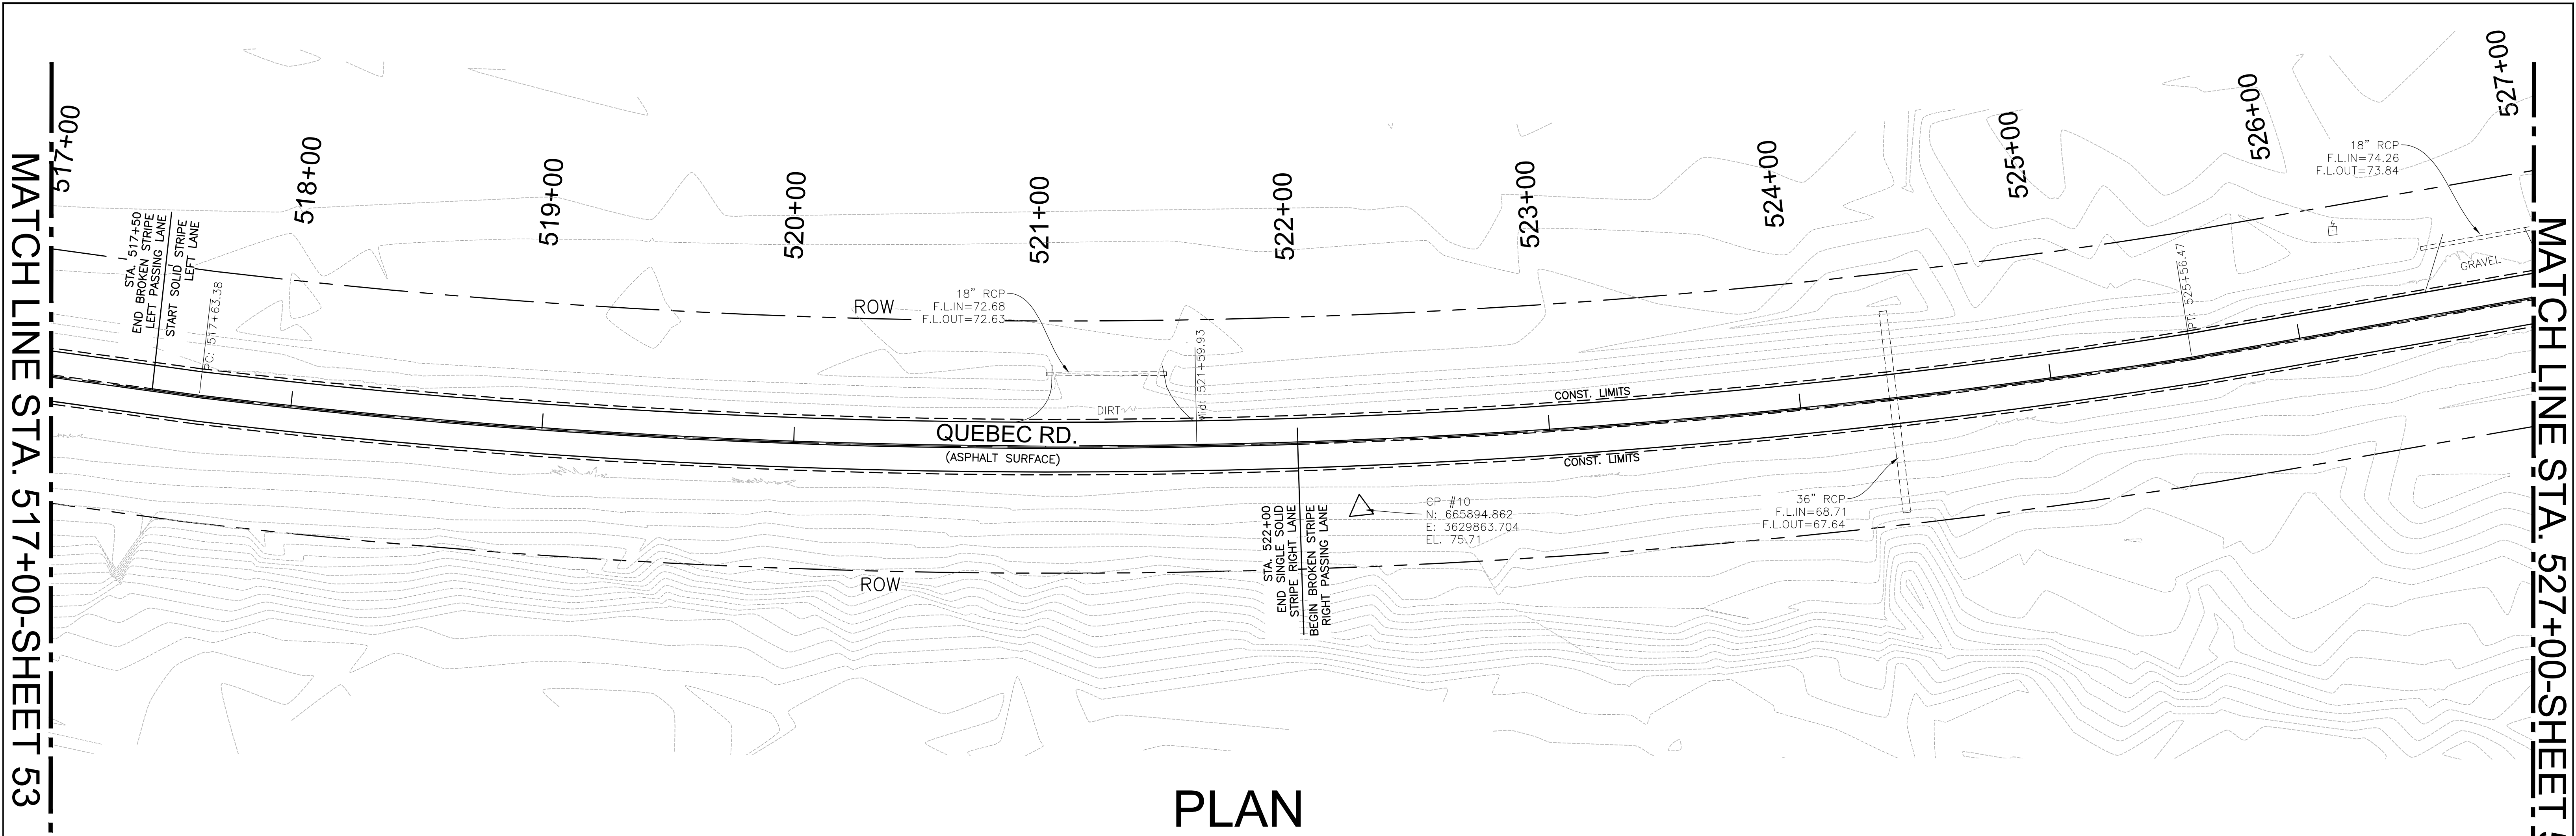 MATCH LINE STA. 517+00-SHEET 53
517+00
518+00
519+00
520+00
521+00
522+00
523+00
524+00
525+00
526+00
527+00
STA. 517+50
END BROKEN STRIPE
LEFT PASSING LANE
START SOLID STRIPE
LEFT LANE
PC: 517+63.38
ROW
18" RCP
F.L.IN=72.68
F.L.OUT=72.63
DIRT
Mid: 521+59.93
QUEBEC RD.
(ASPHALT SURFACE)
CONST. LIMITS
CONST. LIMITS
PT: 525+56.47
18" RCP
F.L.IN=74.26
F.L.OUT=73.84
GRAVEL
ROW
STA. 522+00
END SINGLE SOLID
STRIPE RIGHT LANE
BEGIN BROKEN STRIPE
RIGHT PASSING LANE
CP #10
N: 665894.862
E: 3629863.704
EL. 75.71
36" RCP
F.L.IN=68.71
F.L.OUT=67.64
MATCH LINE STA. 527+00-SHEET
PLAN